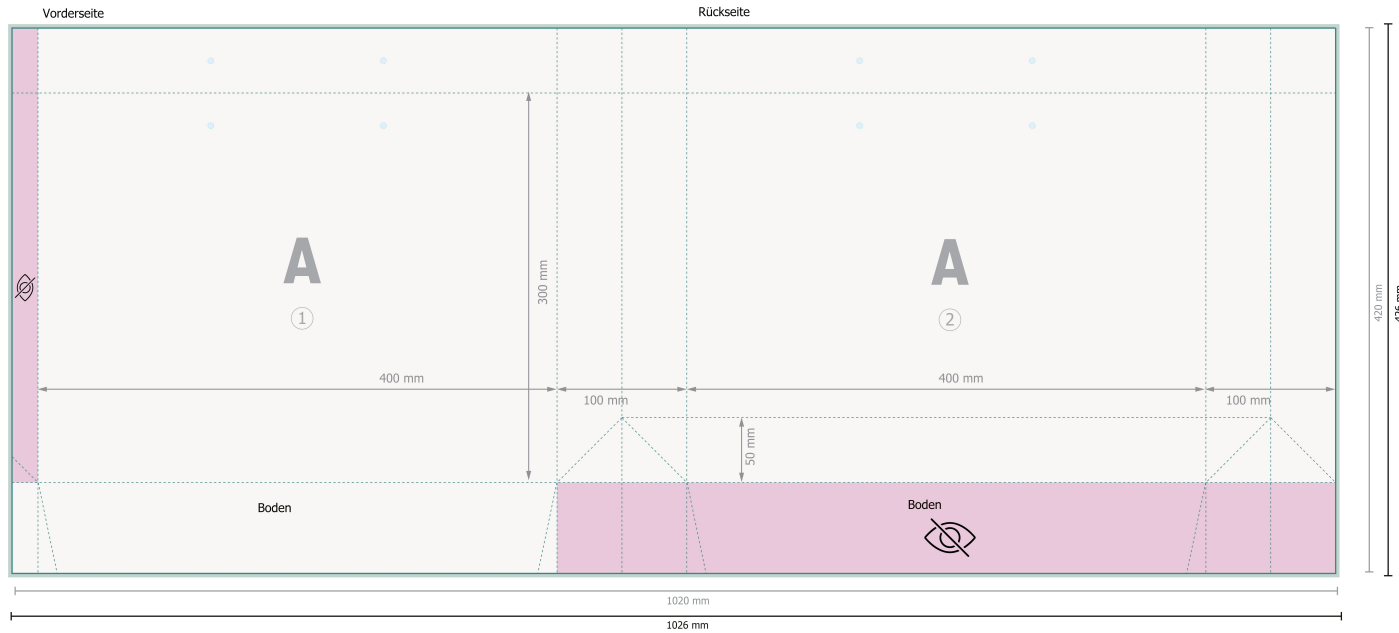 Vorderseite
Rückseite
A
A
1
2
300 mm
400 mm
100 mm
400 mm
100 mm
50 mm
Boden
Boden
420 mm
426 mm
1020 mm
1026 mm